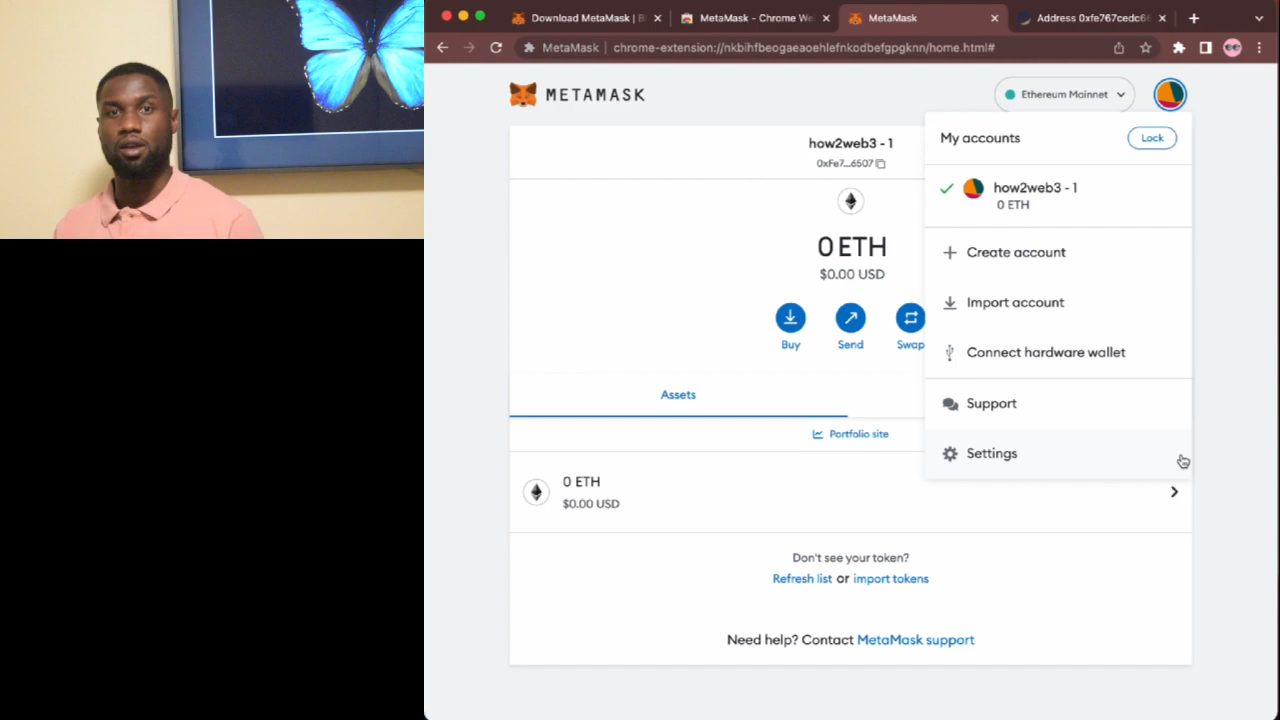 Download MetaMask | Bl
MetaMask - Chrome We
MetaMask
Address 0xfe767cedc6
MetaMask
chrome-extension://nkbihfbeogaeaoehlefnkodbefgpgknn/home.html#
METAMASK
Ethereum Mainnet
how2web3 - 1
0xFe7...6507
0 ETH
$0.00 USD
Buy
Send
Swap
Assets
Portfolio site
0 ETH
$0.00 USD
Don't see your token?
Refresh list or import tokens
Need help? Contact MetaMask support
My accounts
Lock
how2web3 - 1
0 ETH
Create account
Import account
Connect hardware wallet
Support
Settings